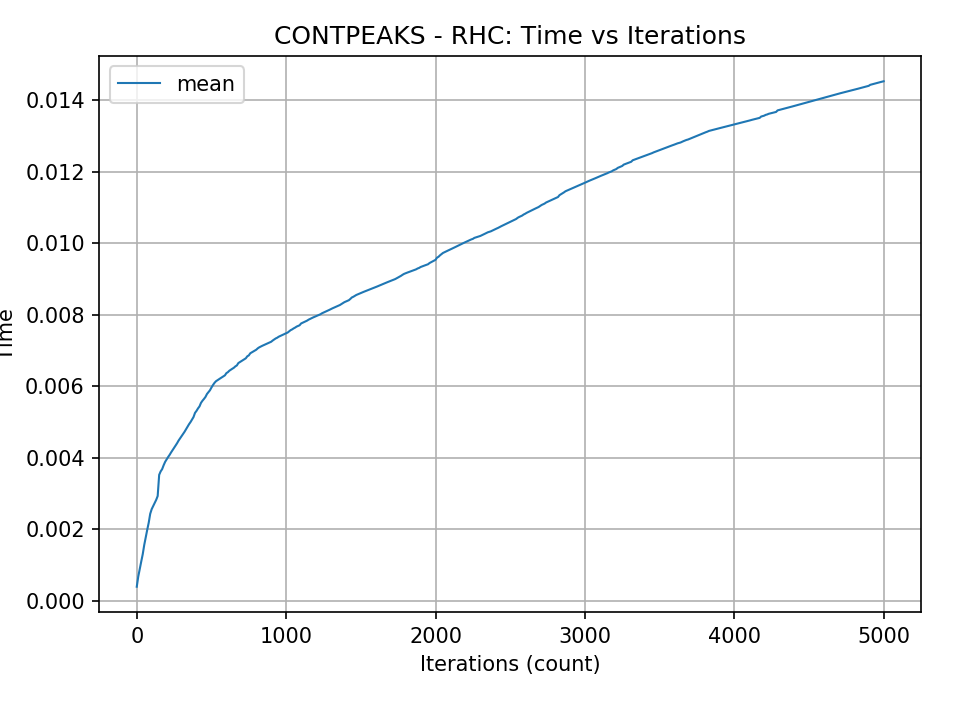 CONTPEAKS - RHC: Time vs Iterations
mean
0.014
0.012
0.010
0.008
0.006
0.004
0.002
0.000
Time
0 1000 2000 3000 4000 5000
Iterations (count)